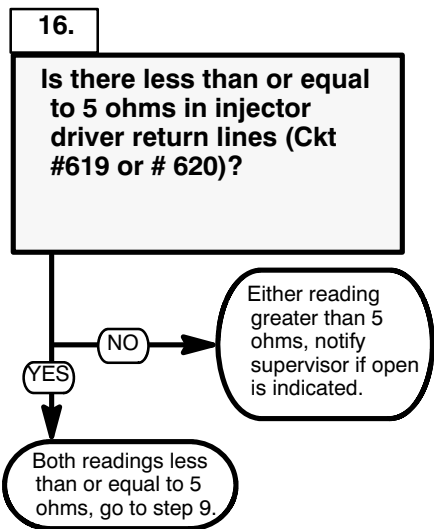 16.
Is there less than or equal
to 5 ohms in injector
driver return lines (Ckt
#619 or # 620)?
NO
Either reading
greater than 5
ohms, notify
supervisor if open
is indicated.
YES
Both readings less
than or equal to 5
ohms, go to step 9.